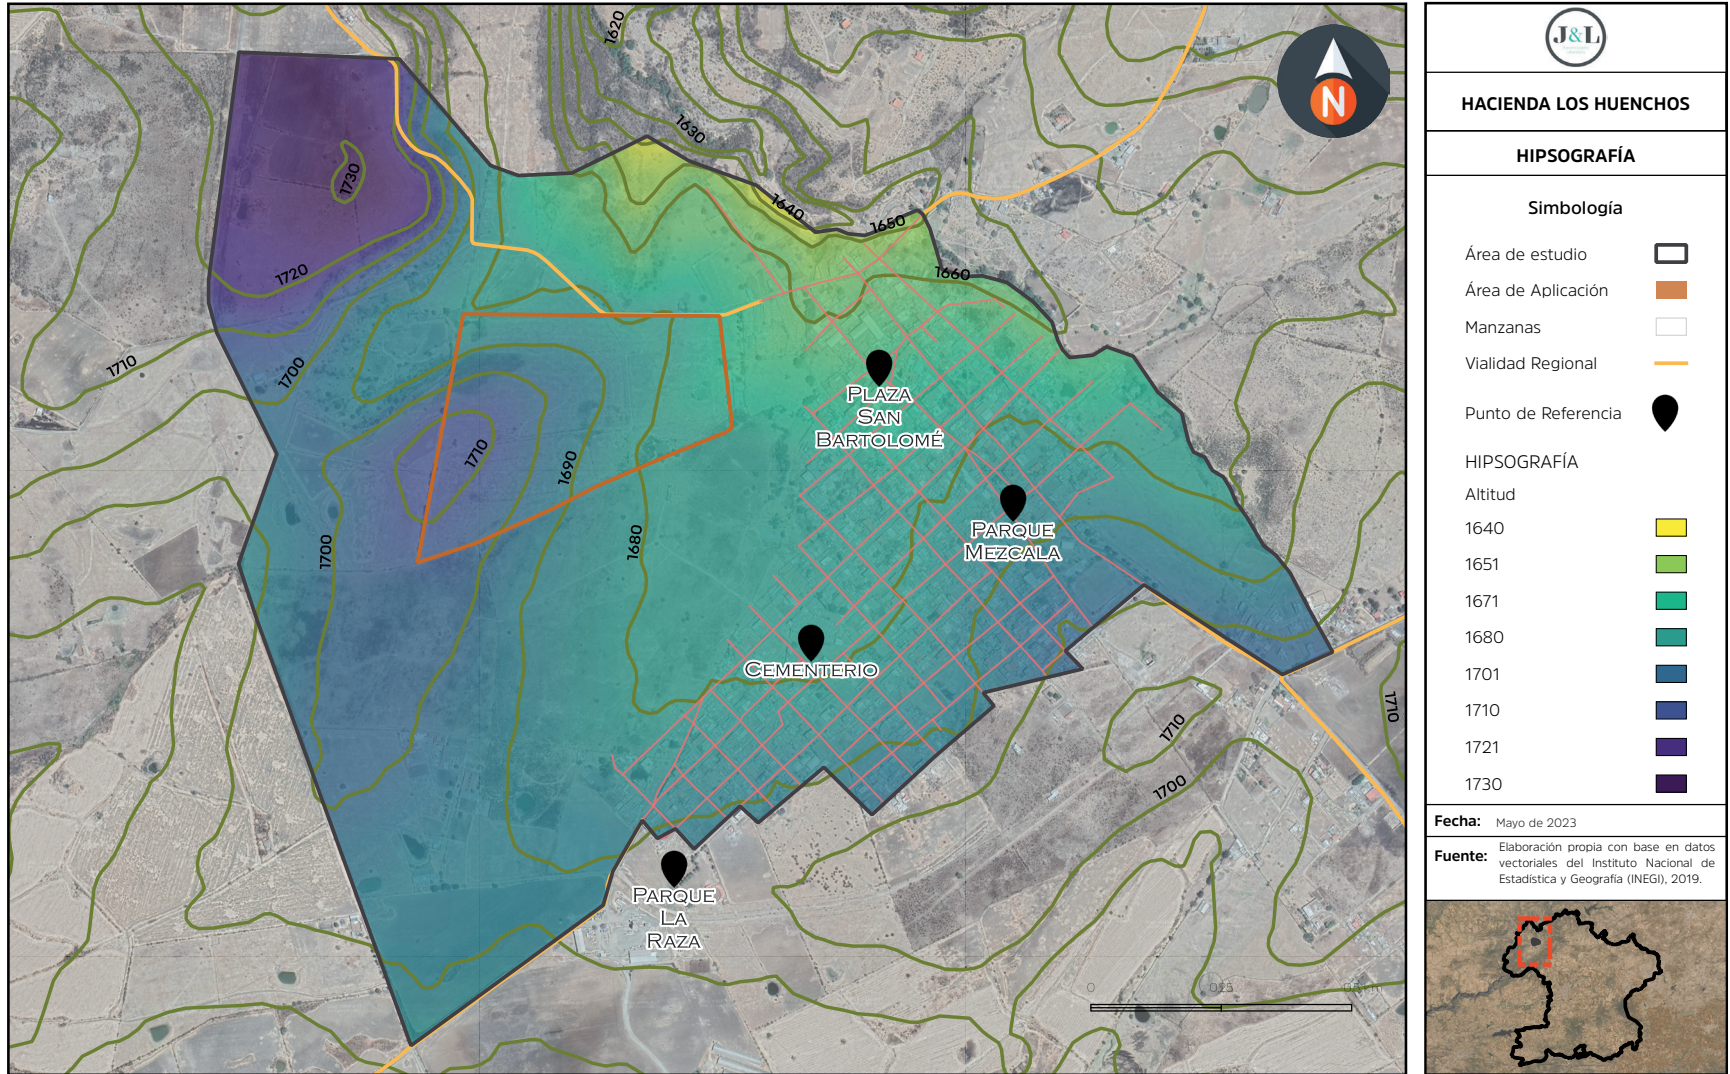 1620
1630
1640
1650
1660
1730
1720
1710
1700
1710
1690
1700
1680
1710
1700
1710
N
PLAZA
SAN
BARTOLOMÉ
PARQUE
MEZCALA
CEMENTERIO
PARQUE
LA
RAZA
0
J&L
HACIENDA LOS HUENCHOS
HIPSOGRAFÍA
Simbología
Área de estudio
Área de Aplicación
Manzanas
Vialidad Regional
Punto de Referencia
HIPSOGRAFÍA
Altitud
1640
1651
1671
1680
1701
1710
1721
1730
Fecha: Mayo de 2023
Fuente: Elaboración propia con base en datos
vectoriales del Instituto Nacional de
Estadística y Geografía (INEGI), 2019.